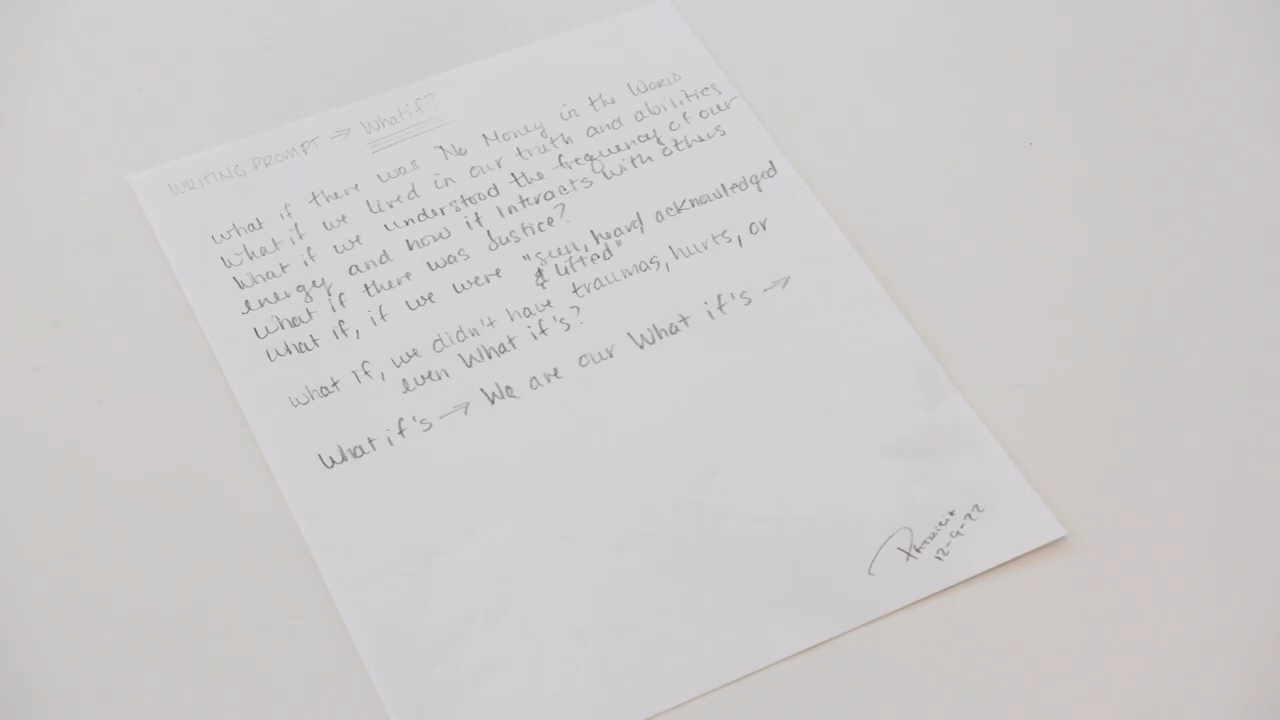 WRITING PROMPT → What if?
What if there was No Money in the World
What if we lived in our truth and abilities
What if we understood the frequency of our
energy and how it interacts with others
What if there was Justice?
What if, if we were "seen, heard acknowledged
& lifted"
What if, we didn't have traumas, hurts, or
even What if's?
What if's → We are our What if's →
Patricia
12-9-22